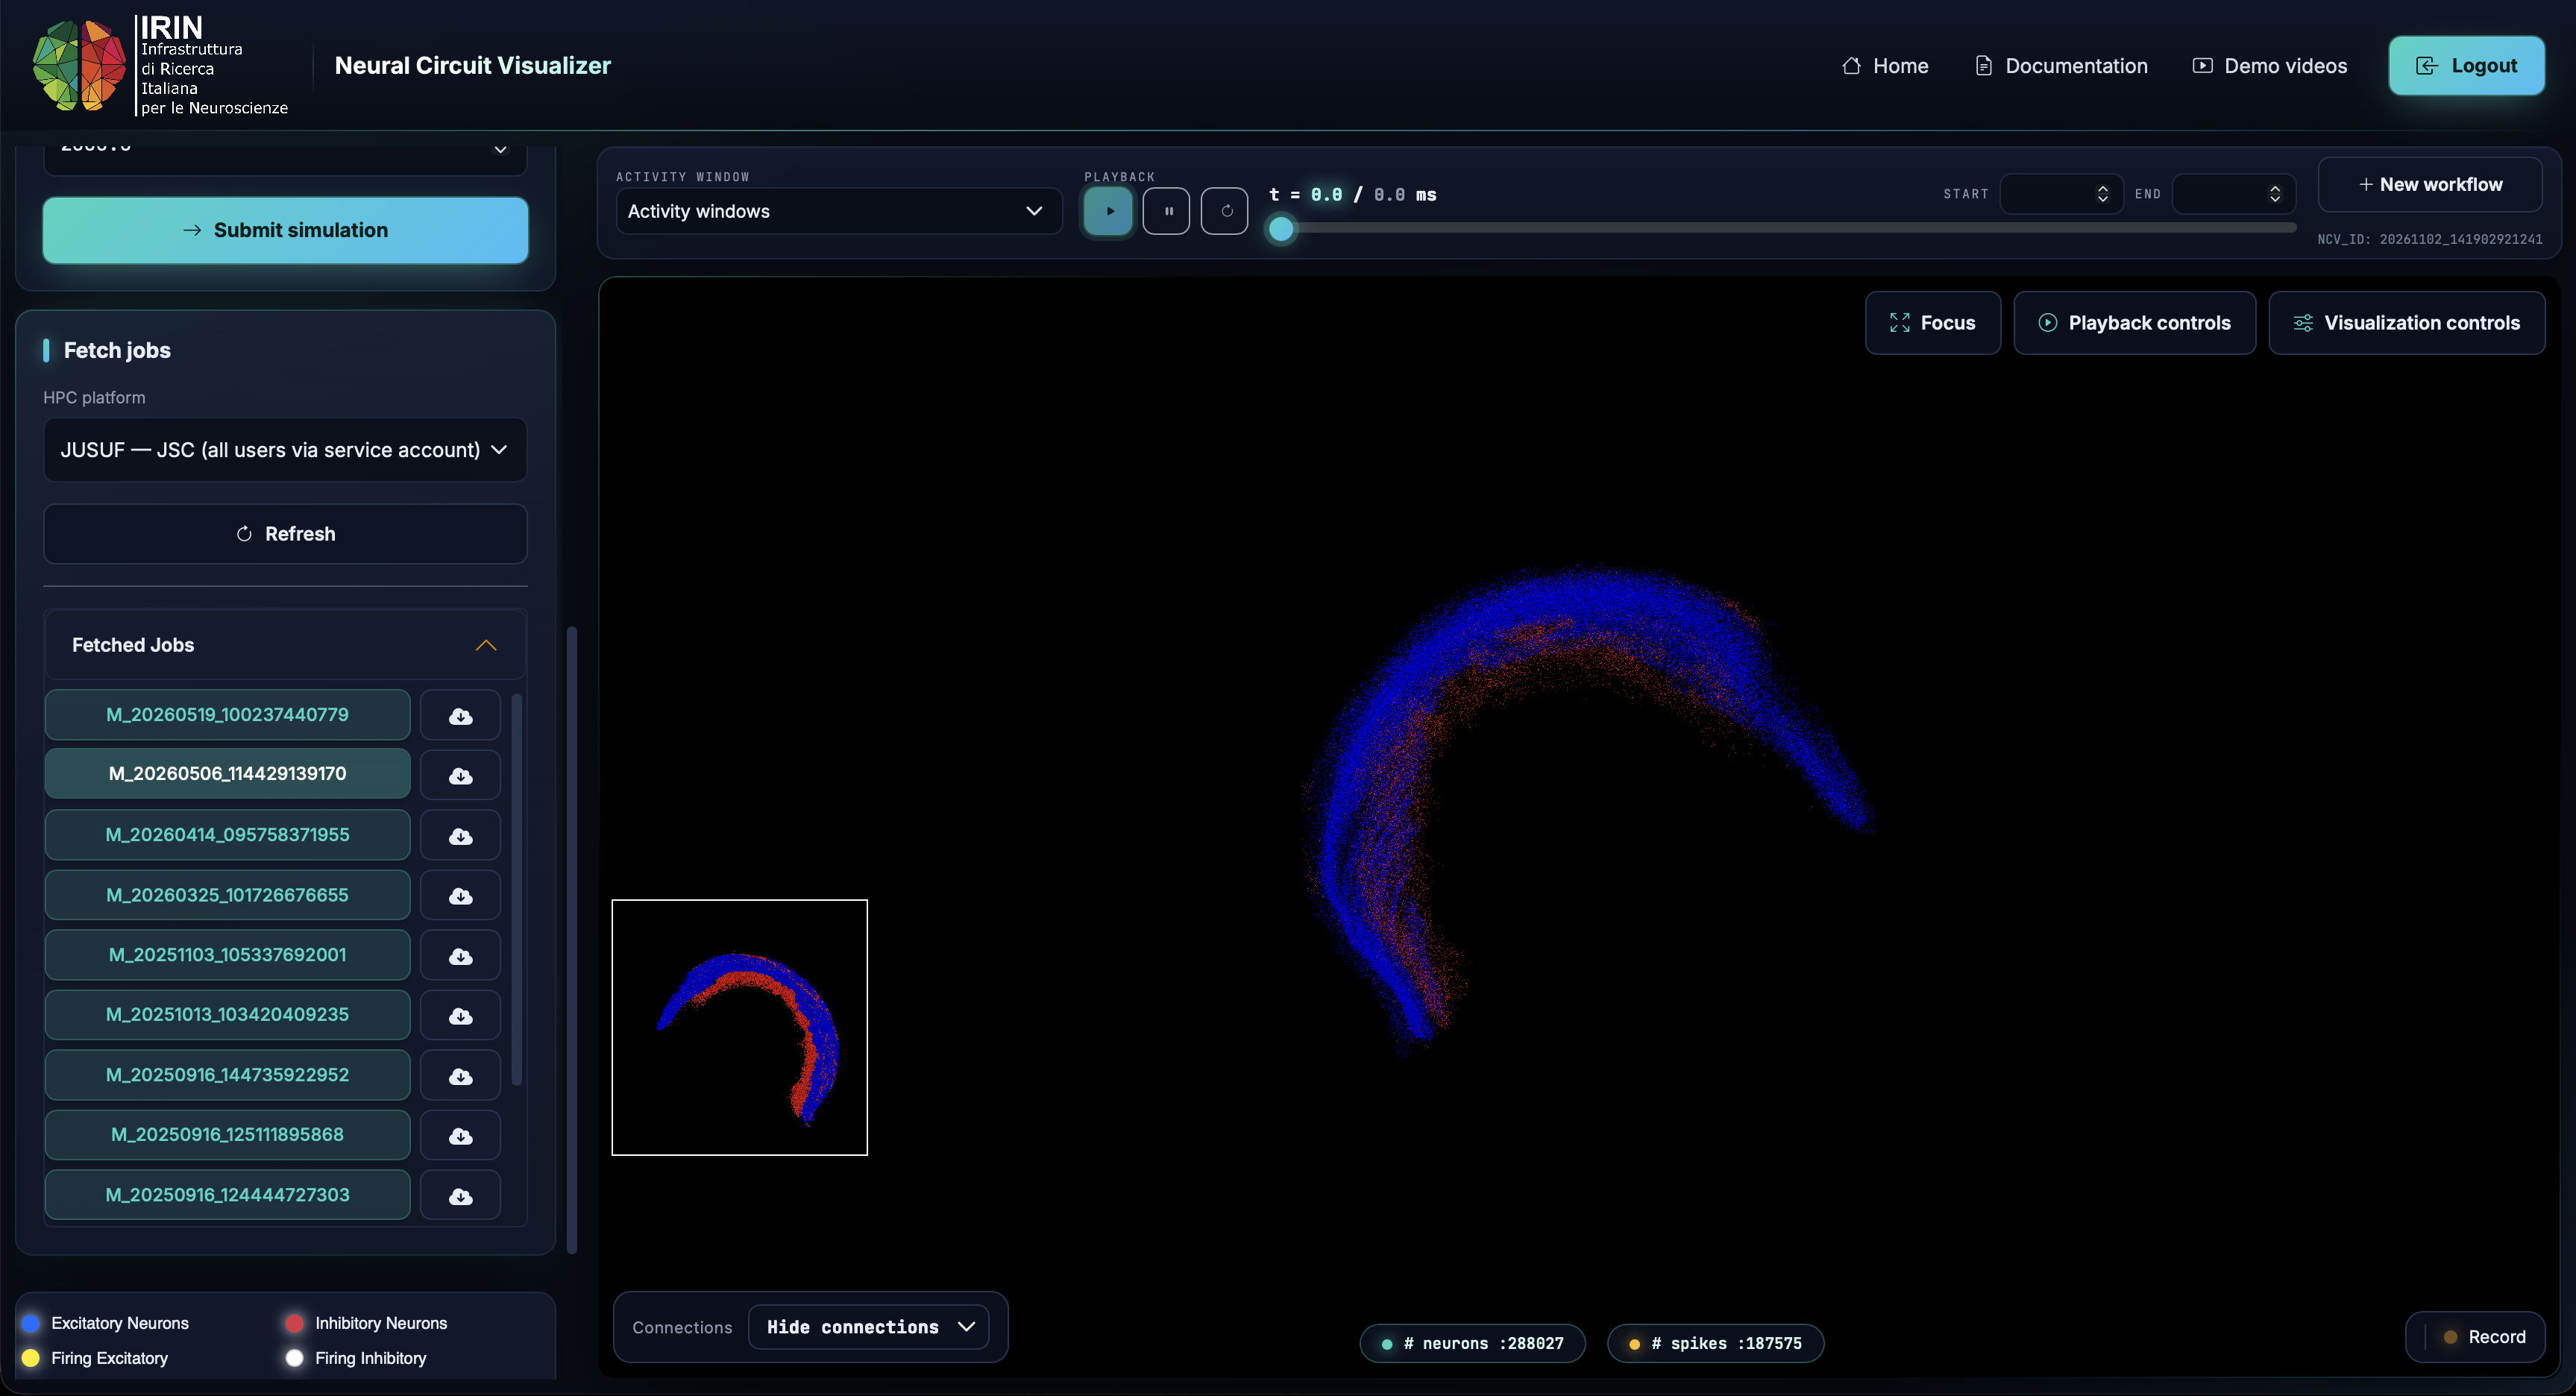 IRIN
Infrastruttura
di Ricerca
Italiana
per le Neuroscienze
Neural Circuit Visualizer
Home
Documentation
Demo videos
Logout
Submit simulation
Fetch jobs
HPC platform
JUSUF — JSC (all users via service account)
Refresh
Fetched Jobs
M_20260519_100237440779
M_20260506_114429139170
M_20260414_095758371955
M_20260325_101726676655
M_20251103_105337692001
M_20251013_103420409235
M_20250916_144735922952
M_20250916_125111895868
M_20250916_124444727303
Excitatory Neurons
Inhibitory Neurons
Firing Excitatory
Firing Inhibitory
ACTIVITY WINDOW
Activity windows
PLAYBACK
t = 0.0 / 0.0 ms
START
END
New workflow
NCV_ID: 20261102_141902921241
Focus
Playback controls
Visualization controls
Connections
Hide connections
# neurons :288027
# spikes :187575
Record